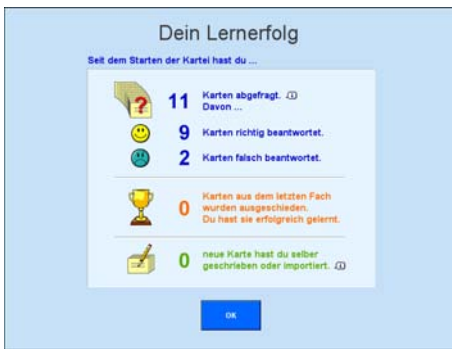 Dein Lernerfolg
Seit dem Starten der Kartei hast du ...
11 Karten abgefragt.
Davon ...
9 Karten richtig beantwortet.
2 Karten falsch beantwortet.
0 Karten aus dem letzten Fach
wurden ausgeschieden.
Du hast sie erfolgreich gelernt.
0 neue Karte hast du selber
geschrieben oder importiert.
OK